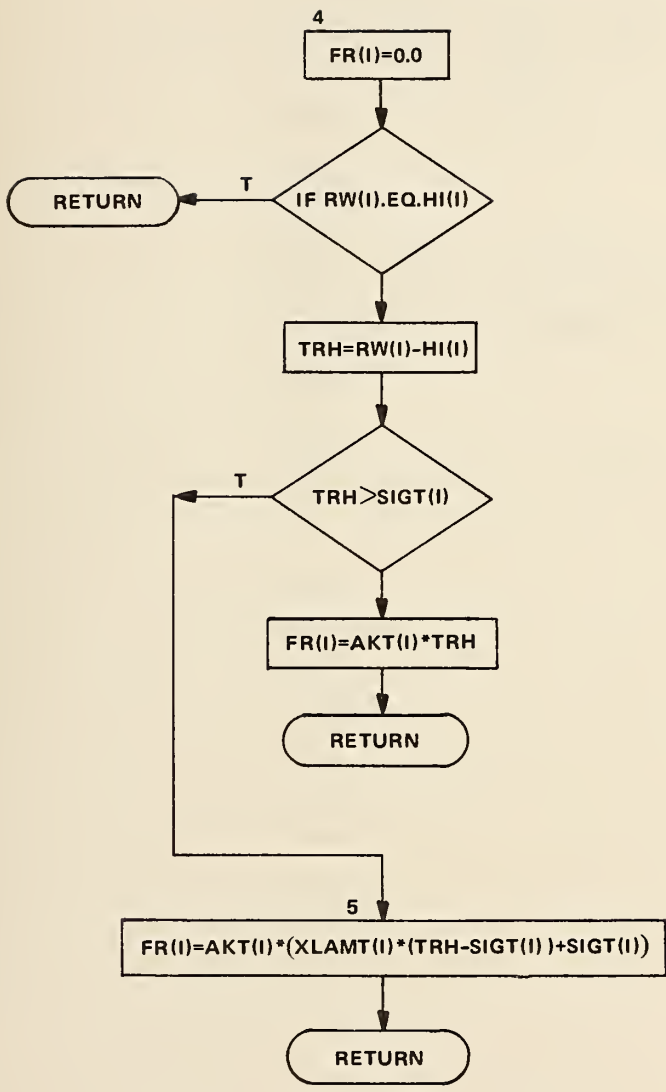 4
FR(I)=0.0
IF RW(I).EQ.HI(I)
T
RETURN
TRH=RW(I)-HI(I)
TRH>SIGT(I)
T
FR(I)=AKT(I)*TRH
RETURN
5
FR(I)=AKT(I)*(XLAMT(I)*(TRH-SIGT(I))+SIGT(I))
RETURN